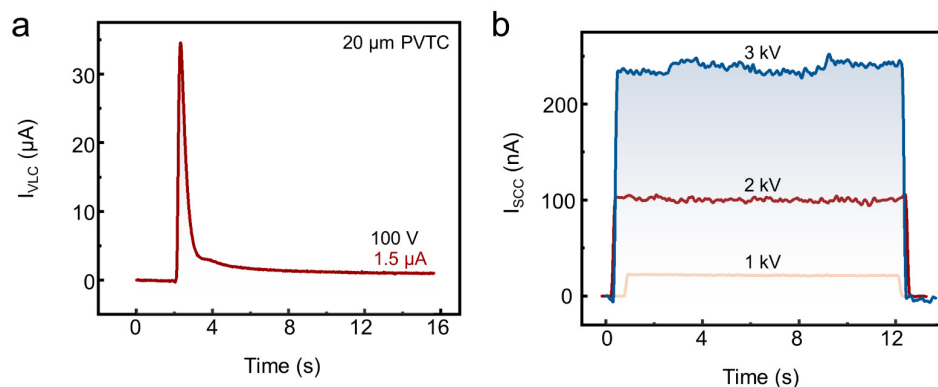 a
20 µm PVTC
30
20
10
0
I_VLC (µA)
100 V
1.5 µA
0 4 8 12 16
Time (s)
b
3 kV
200
2 kV
100
1 kV
0
I_SCC (nA)
0 4 8 12
Time (s)